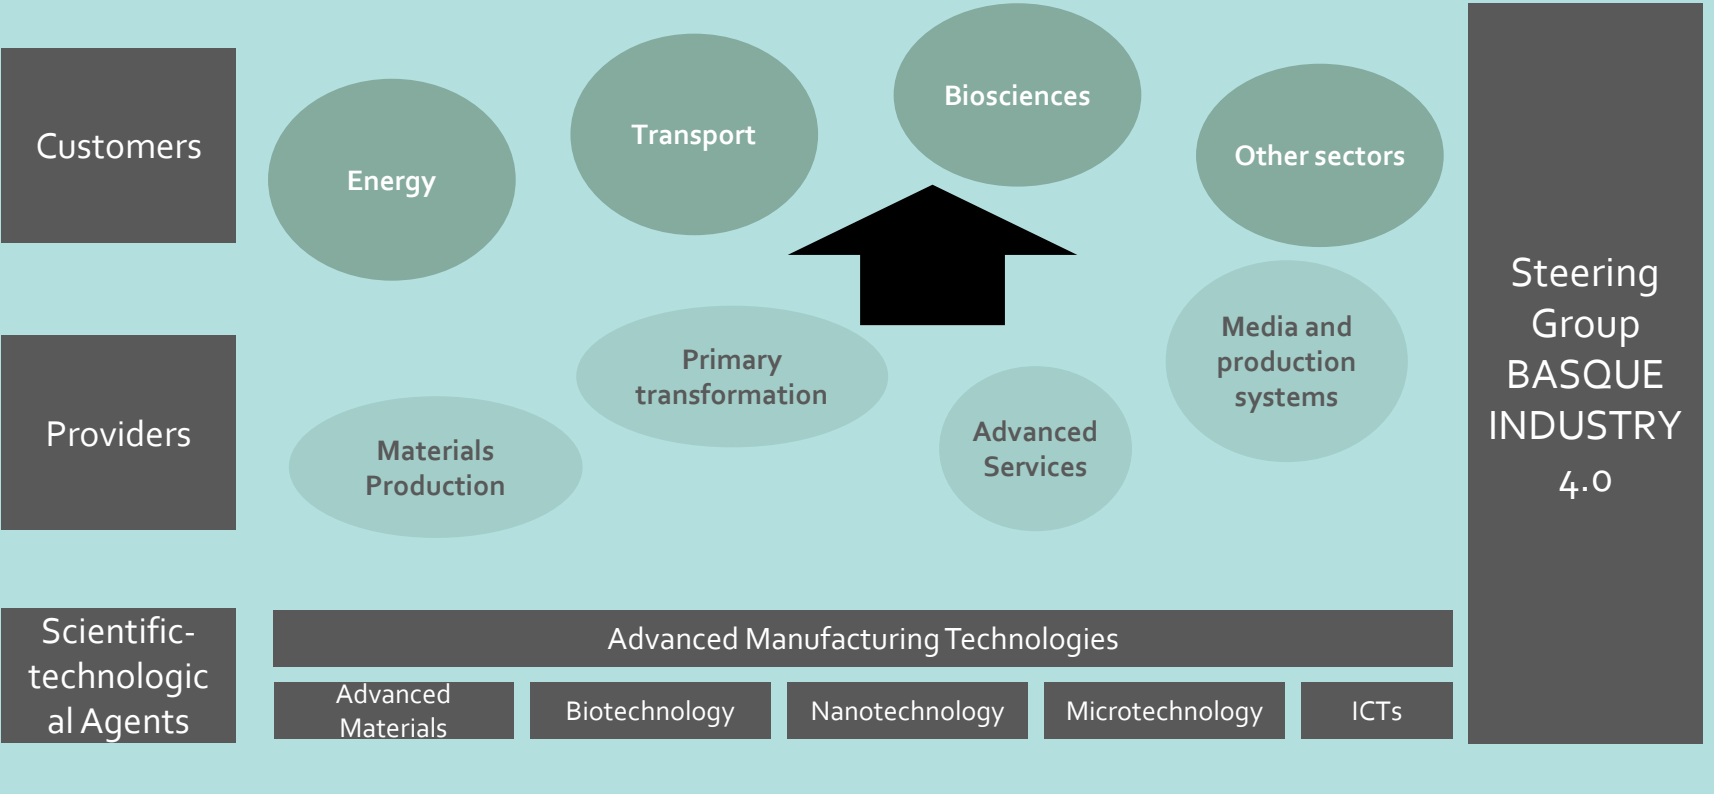 Customers
Energy
Transport
Biosciences
Other sectors
Providers
Materials
Production
Primary
transformation
Advanced
Services
Media and
production
systems
Scientific-
technologic
al Agents
Advanced Manufacturing Technologies
Advanced
Materials
Biotechnology
Nanotechnology
Microtechnology
ICTs
Steering
Group
BASQUE
INDUSTRY
4.0